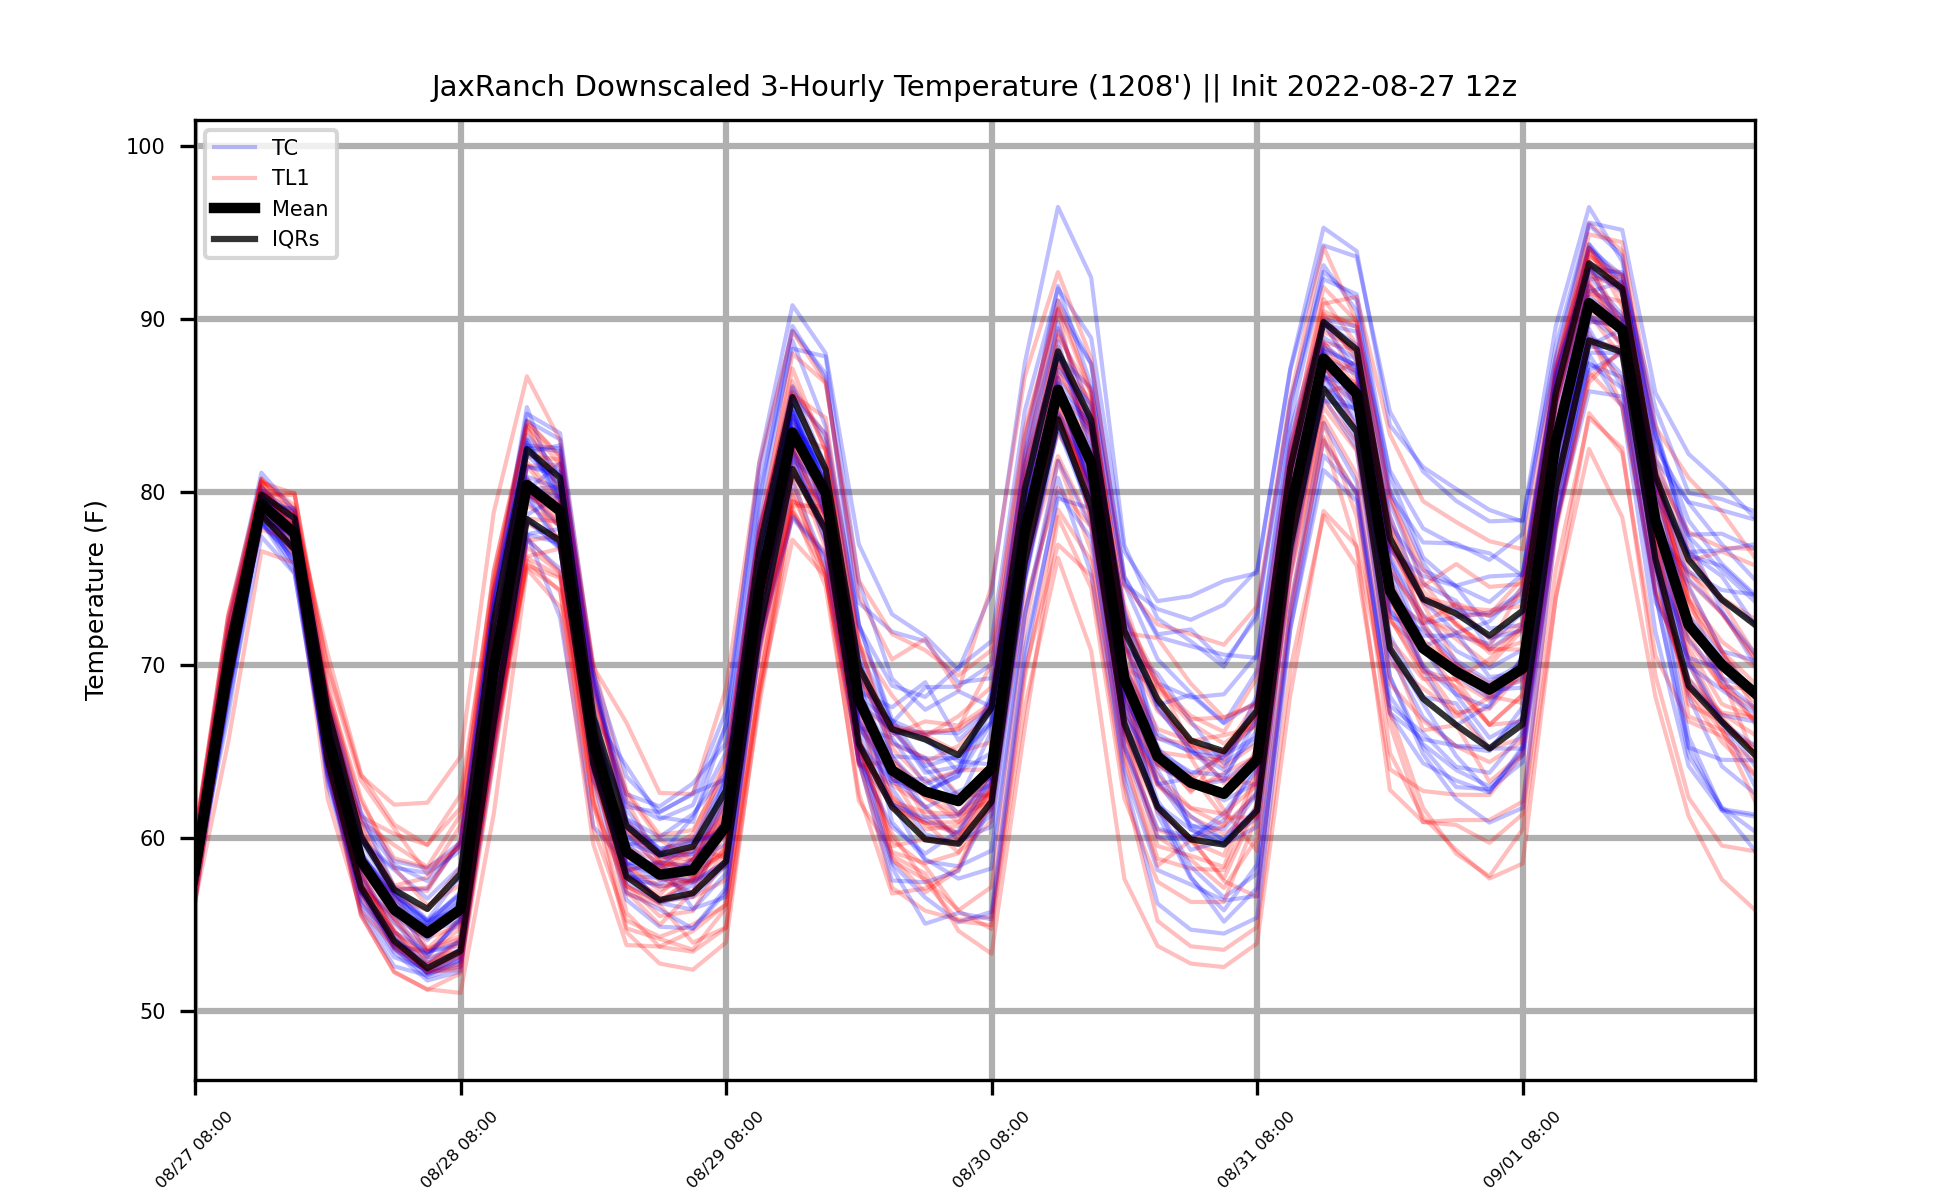 JaxRanch Downscaled 3-Hourly Temperature (1208') || Init 2022-08-27 12z
TC
TL1
Mean
IQRs
Temperature (F)
100
90
80
70
60
50
08/27 08:00
08/28 08:00
08/29 08:00
08/30 08:00
08/31 08:00
09/01 08:00